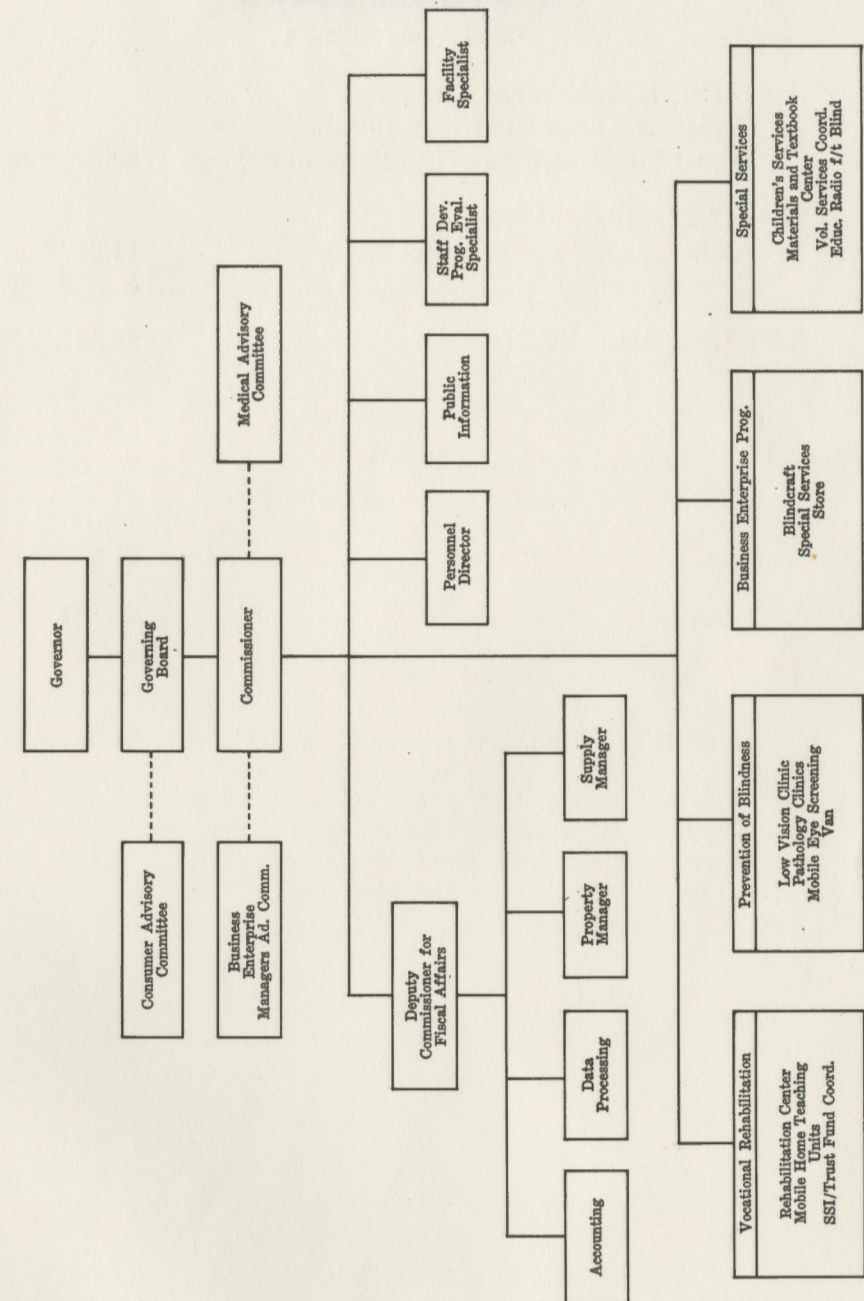 Governor
Consumer Advisory
Committee
Governing
Board
Business
Enterprise
Managers Ad. Comm.
Commissioner
Medical Advisory
Committee
Deputy
Commissioner for
Fiscal Affairs
Personnel
Director
Public
Information
Staff Dev.
Prog. Eval.
Specialist
Facility
Specialist
Accounting
Data
Processing
Property
Manager
Supply
Manager
Vocational Rehabilitation
Rehabilitation Center
Mobile Home Teaching
Units
SSI/Trust Fund Coord.
Prevention of Blindness
Low Vision Clinic
Pathology Clinics
Mobile Eye Screening
Van
Business Enterprise Prog.
Blindcraft
Special Services
Store
Special Services
Children's Services
Materials and Textbook
Center
Vol. Services Coord.
Educ. Radio f/t Blind